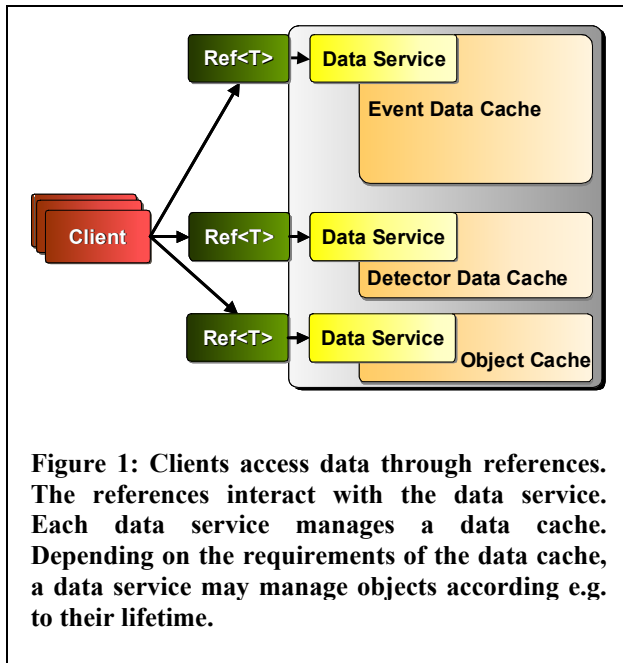 Ref<T>
Data Service
Event Data Cache
Client
Ref<T>
Data Service
Detector Data Cache
Ref<T>
Data Service
Object Cache
Figure 1: Clients access data through references.
The references interact with the data service.
Each data service manages a data cache.
Depending on the requirements of the data cache,
a data service may manage objects according e.g.
to their lifetime.